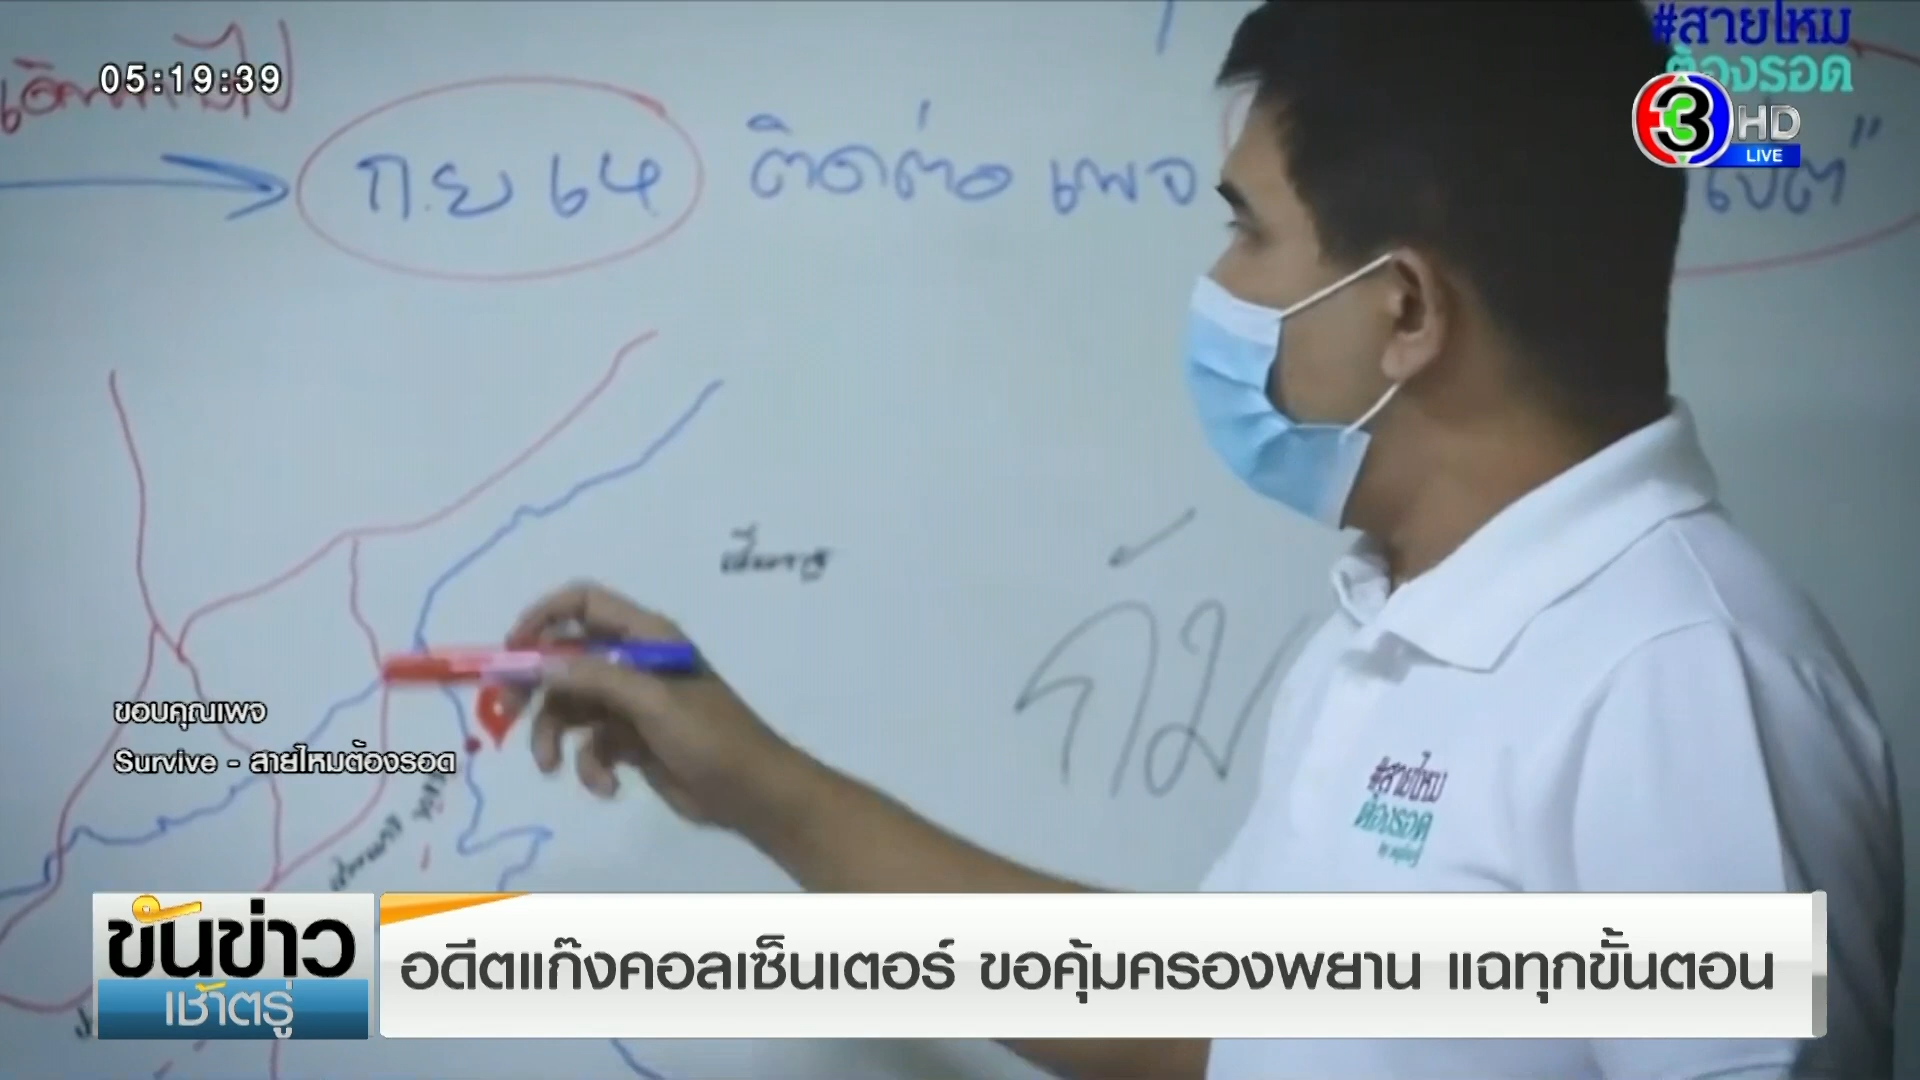 #สายไหม
ต้องรอด
05:19:39
3 HD
LIVE
ก.ย 64 ติดต่อ เพจ
ก้ม
ขอบคุณเพจ
Survive - สายไหมต้องรอด
#สายไหม
ต้องรอด
ขันข่าว
เช้าตรู่
อดีตแก๊งคอลเซ็นเตอร์ ขอคุ้มครองพยาน แฉทุกขั้นตอน